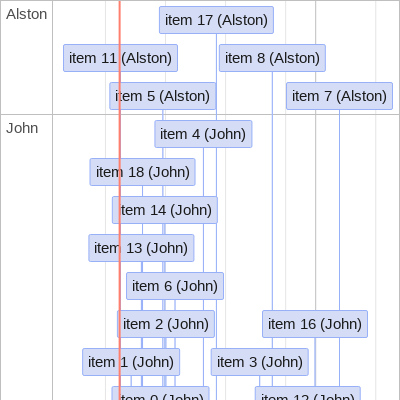 Alston
item 17 (Alston)
item 11 (Alston)
item 8 (Alston)
item 5 (Alston)
item 7 (Alston)
John
item 4 (John)
item 18 (John)
item 14 (John)
item 13 (John)
item 6 (John)
item 2 (John)
item 16 (John)
item 1 (John)
item 3 (John)
item 0 (John)
item 12 (John)